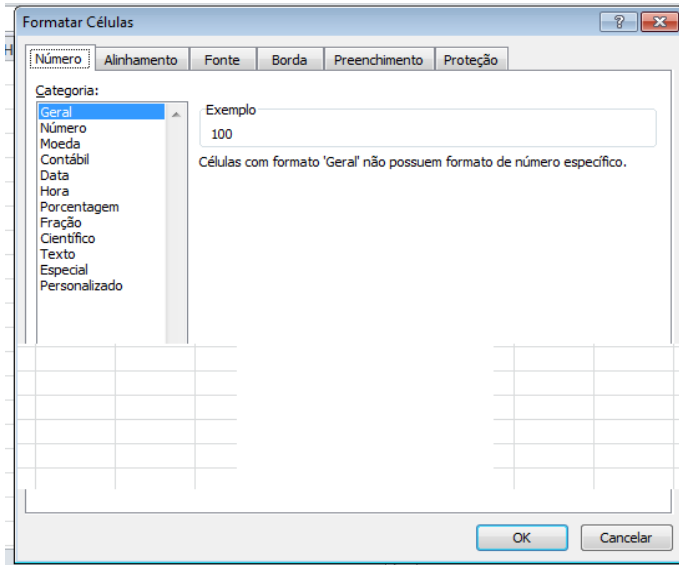 Formatar Células
H
Número Alinhamento Fonte Borda Preenchimento Proteção
Categoria:
Geral
Número
Moeda
Contábil
Data
Hora
Porcentagem
Fração
Científico
Texto
Especial
Personalizado
Exemplo
100
Células com formato 'Geral' não possuem formato de número específico.
OK Cancelar